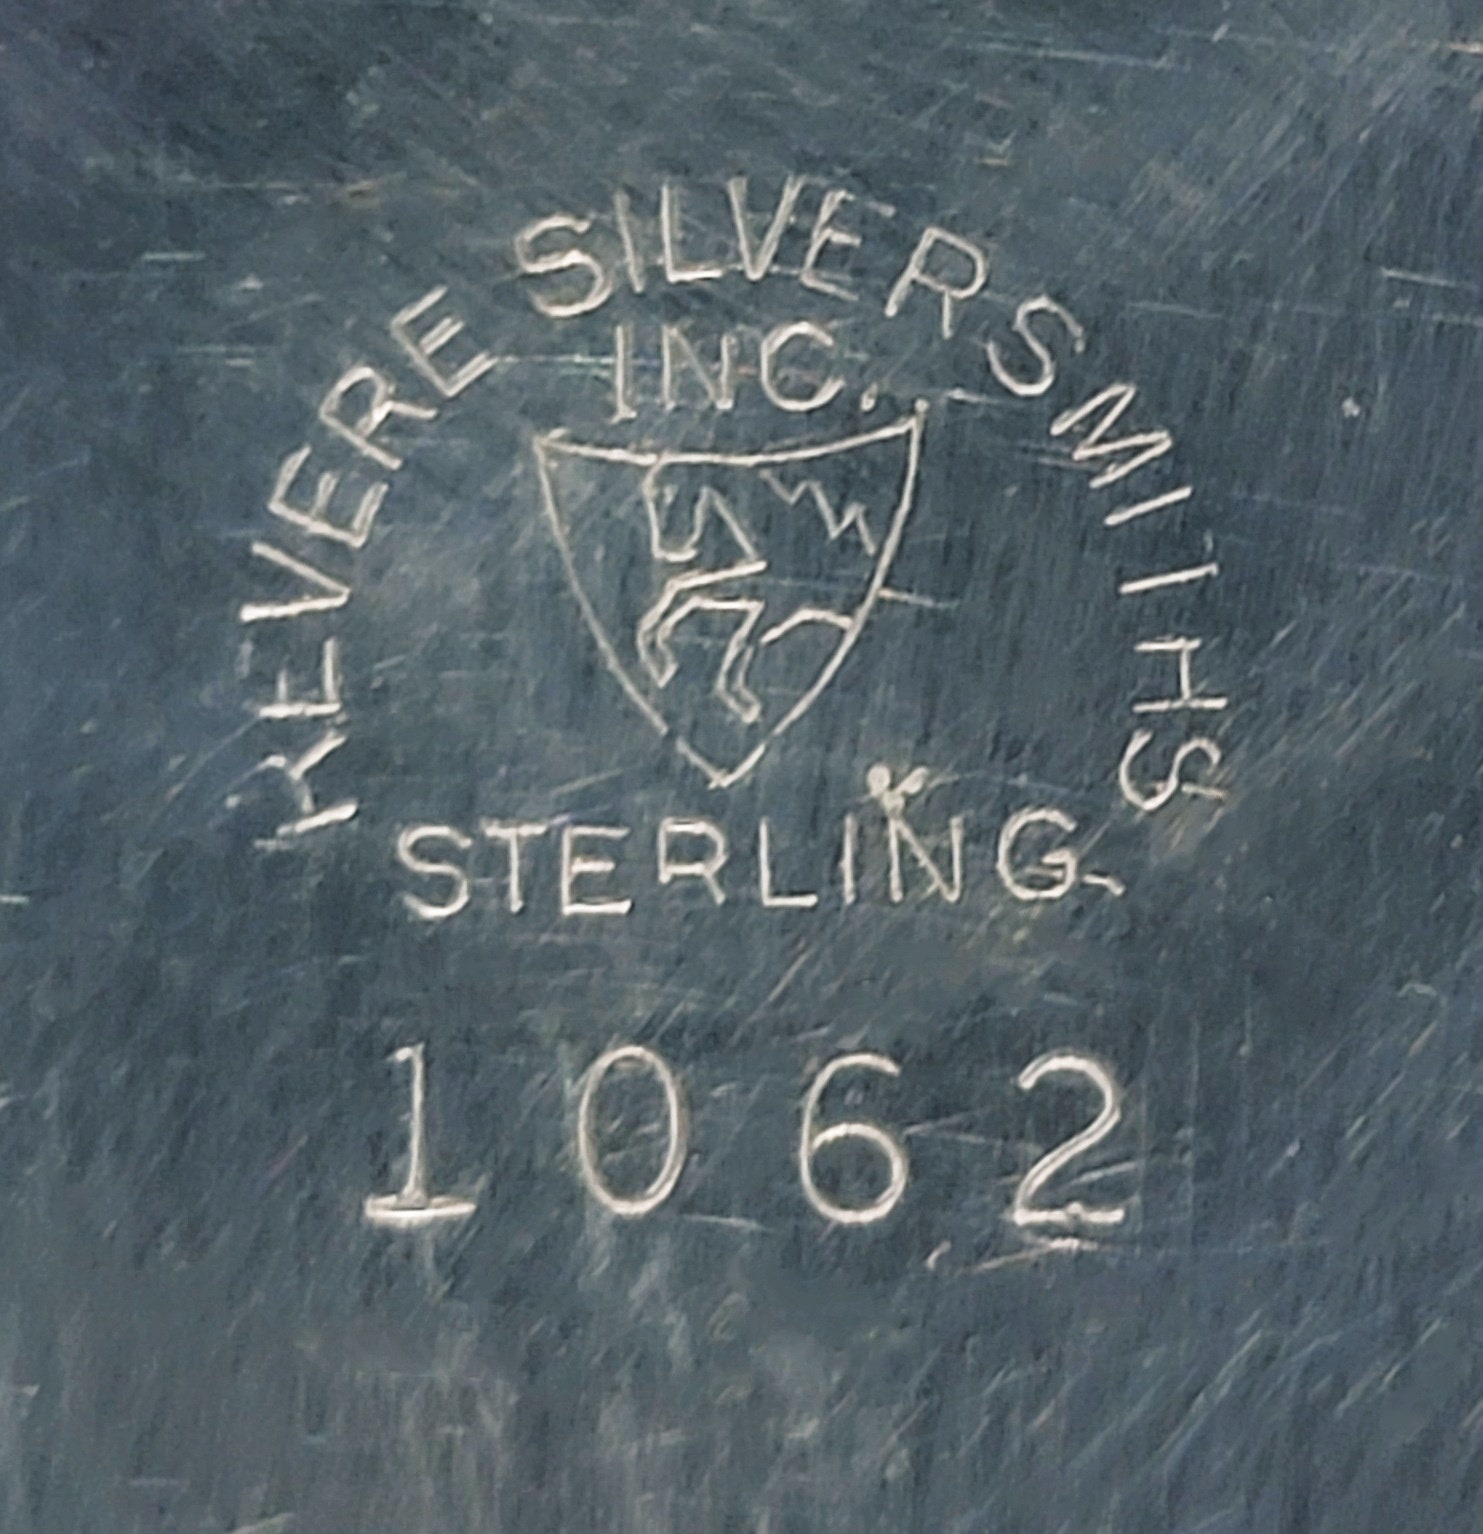 REVERE SILVERSMITHS
INC.
STERLING
1062